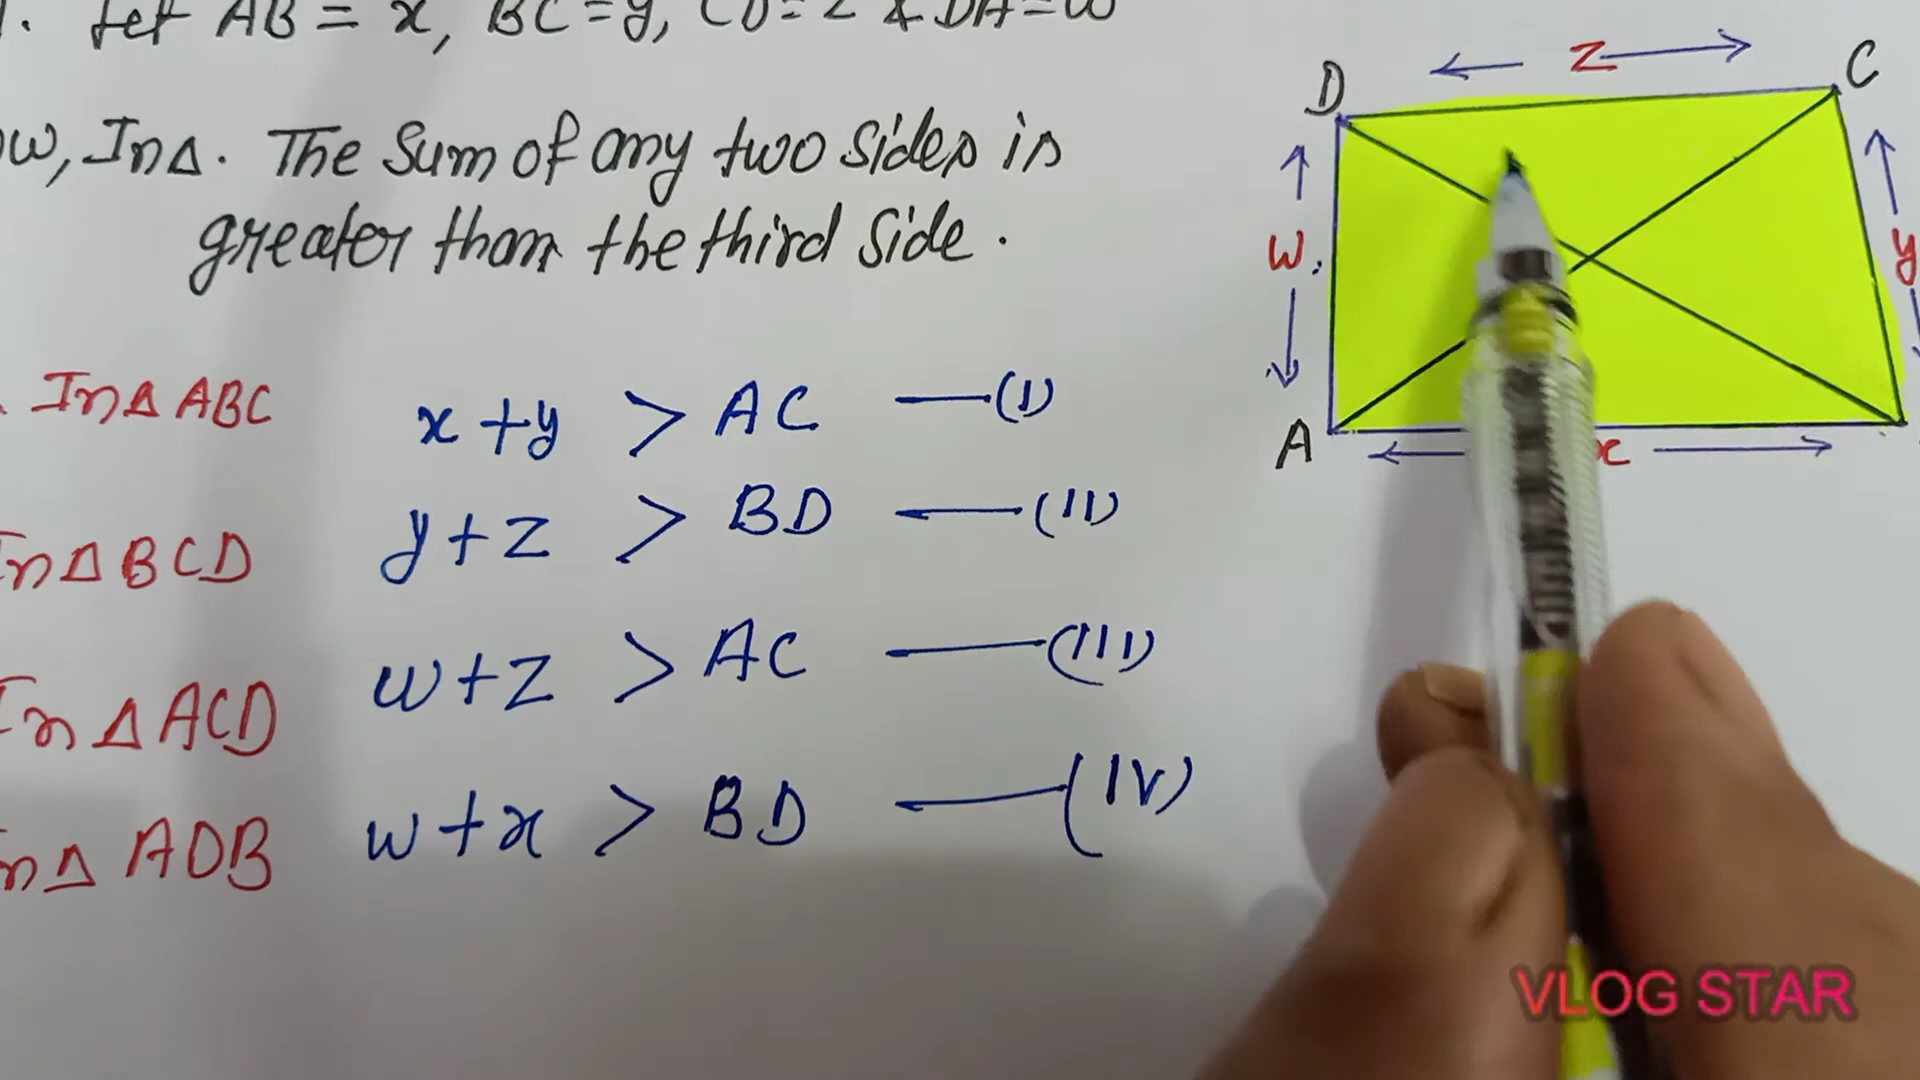 . Let AB = x, BC = y, CD = Z & DA = W
ow, In Δ. The Sum of any two sides is
greater than the third Side.
. In Δ ABC x + y > AC —(I)
In Δ BCD y + z > BD —(II)
In Δ ACD w + z > AC —(III)
In Δ ADB w + x > BD —(IV)
D Z C
W y
A x
VLOG STAR